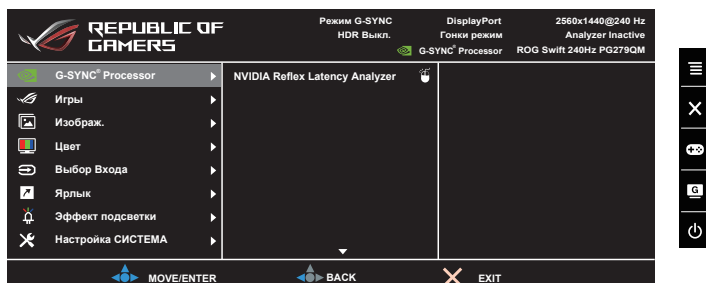 REPUBLIC OF
GAMERS
Режим G-SYNC
HDR Выкл.
G-SYNC® Processor
DisplayPort
Гонки режим
2560x1440@240 Hz
Analyzer Inactive
ROG Swift 240Hz PG279QM
G-SYNC® Processor
NVIDIA Reflex Latency Analyzer
Игры
Изображ.
Цвет
Выбор Входа
Ярлык
Эффект подсветки
Настройка СИСТЕМА
MOVE/ENTER
BACK
EXIT
G